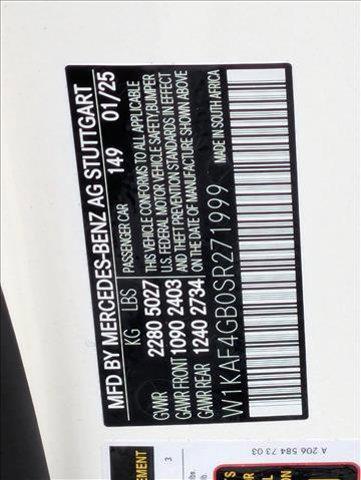 MFD BY MERCEDES-BENZ AG STUTTGART
KG LBS PASSENGER CAR 149 01/25
GVWR 2280 5027 THIS VEHICLE CONFORMS TO ALL APPLICABLE
GAWR FRONT 1090 2403 U.S. FEDERAL MOTOR VEHICLE SAFETY, BUMPER
GAWR REAR 1240 2734 AND THEFT PREVENTION STANDARDS IN EFFECT
ON THE DATE OF MANUFACTURE SHOWN ABOVE
W1KAF4GB0SR271999 MADE IN SOUTH AFRICA
A 206 584 73 03
EMENT
3
lb.